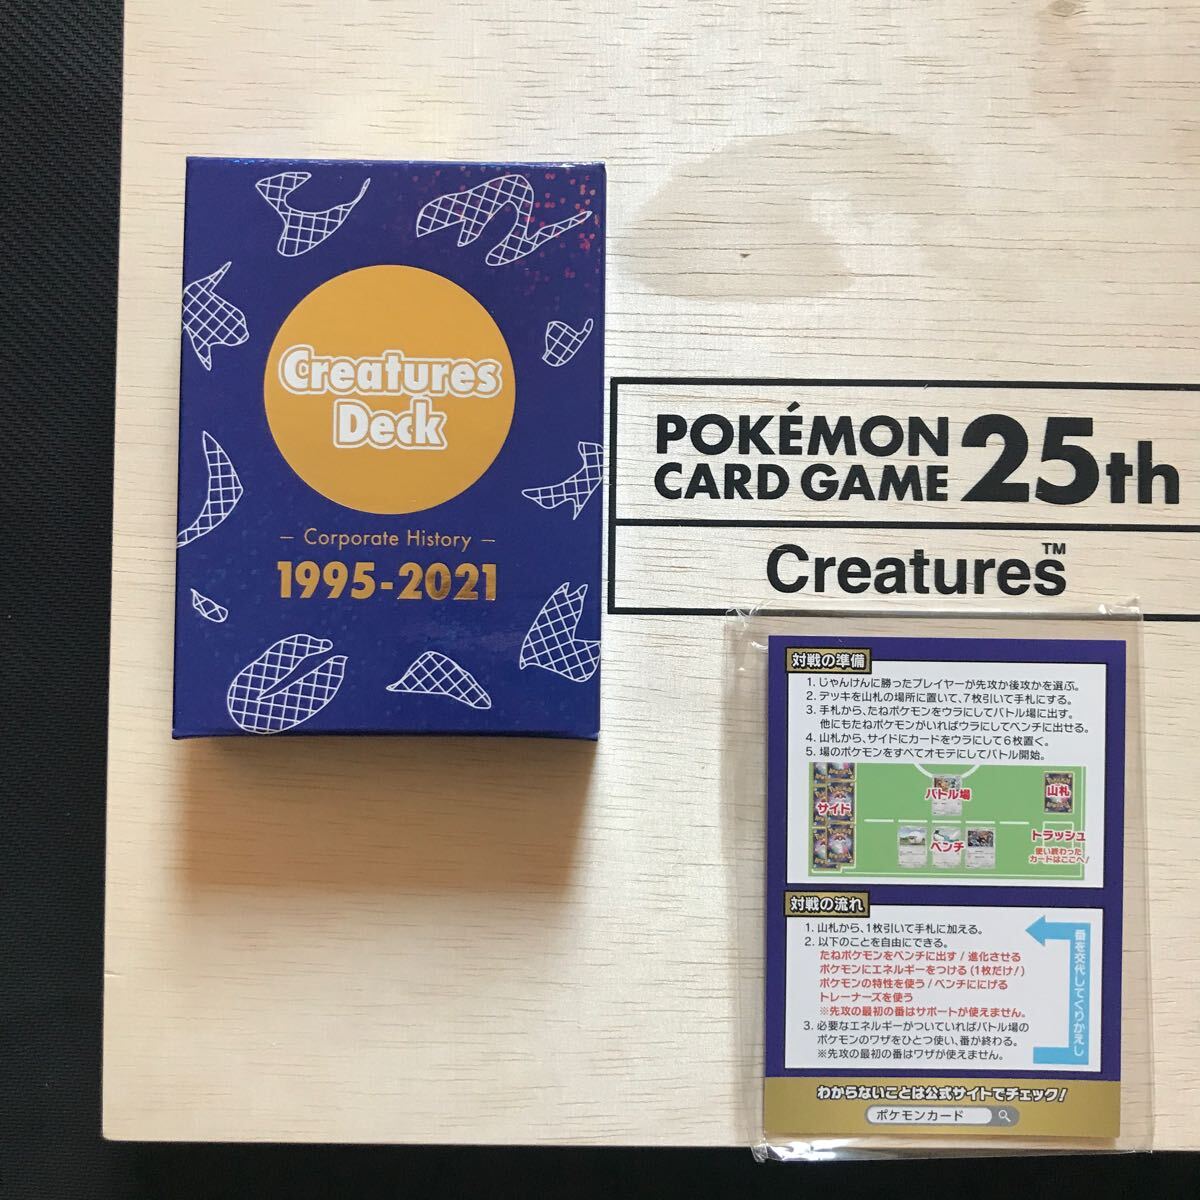 Creatures
Deck
– Corporate History –
1995-2021
POKÉMON
CARD GAME 25th
Creatures™
対戦の準備
1. じゃんけんに勝ったプレイヤーが先攻か後攻かを選ぶ。
2. デッキを山札の場所に置いて、7枚引いて手札にする。
3. 手札から、たねポケモンをウラにしてバトル場に出す。
他にもたねポケモンがいればウラにしてベンチに出せる。
4. 山札から、サイドにカードをウラにして6枚置く。
5. 場のポケモンをすべてオモテにしてバトル開始。
サイド
バトル場
山札
ベンチ
トラッシュ
使い終わった
カードはここへ!
対戦の流れ
1. 山札から、1枚引いて手札に加える。
2. 以下のことを自由にできる。
たねポケモンをベンチに出す / 進化させる
ポケモンにエネルギーをつける (1枚だけ!)
ポケモンの特性を使う / ベンチににげる
トレーナーズを使う
※先攻の最初の番はサポートが使えません。
3. 必要なエネルギーがついていればバトル場の
ポケモンのワザをひとつ使い、番が終わる。
※先攻の最初の番はワザが使えません。
番を交代してくりかえし
わからないことは公式サイトでチェック!
ポケモンカード